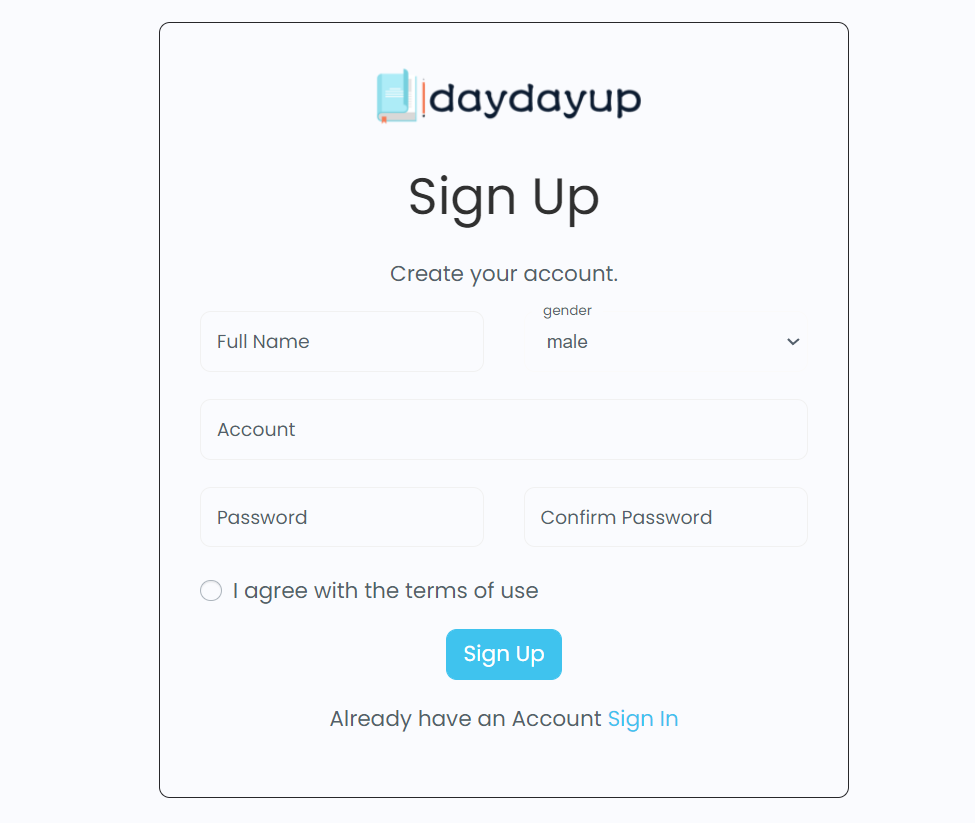 daydayup
Sign Up
Create your account.
gender
Full Name
male
Account
Password
Confirm Password
I agree with the terms of use
Sign Up
Already have an Account Sign In